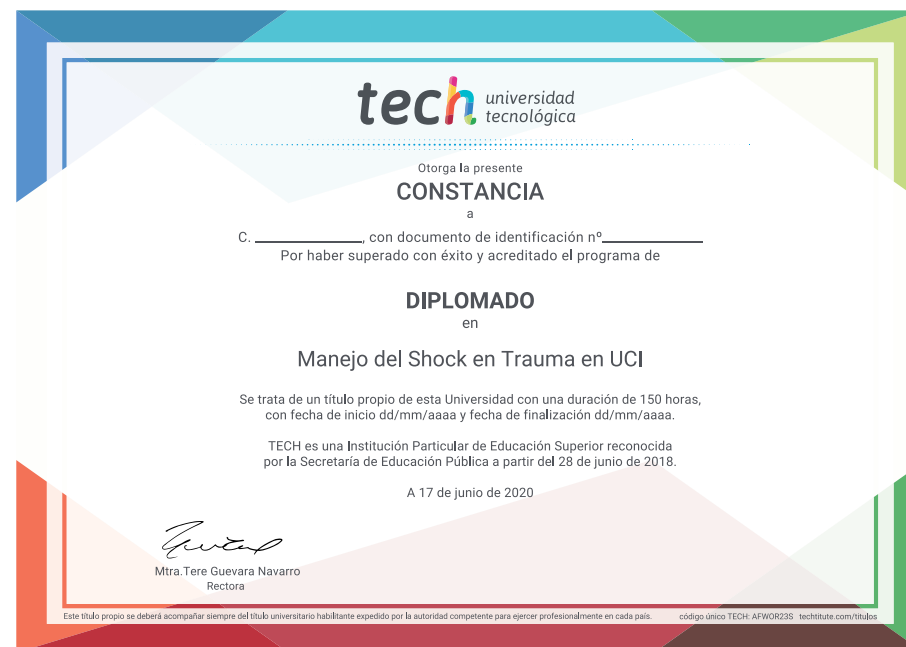 tech universidad
tecnológica
Otorga la presente
CONSTANCIA
a
C. ____________, con documento de identificación nº____________
Por haber superado con éxito y acreditado el programa de
DIPLOMADO
en
Manejo del Shock en Trauma en UCI
Se trata de un título propio de esta Universidad con una duración de 150 horas,
con fecha de inicio dd/mm/aaaa y fecha de finalización dd/mm/aaaa.
TECH es una Institución Particular de Educación Superior reconocida
por la Secretaría de Educación Pública a partir del 28 de junio de 2018.
A 17 de junio de 2020
Mtra.Tere Guevara Navarro
Rectora
Este título propio se deberá acompañar siempre del título universitario habilitante expedido por la autoridad competente para ejercer profesionalmente en cada país. código único TECH: AFWOR23S techtitute.com/titulos